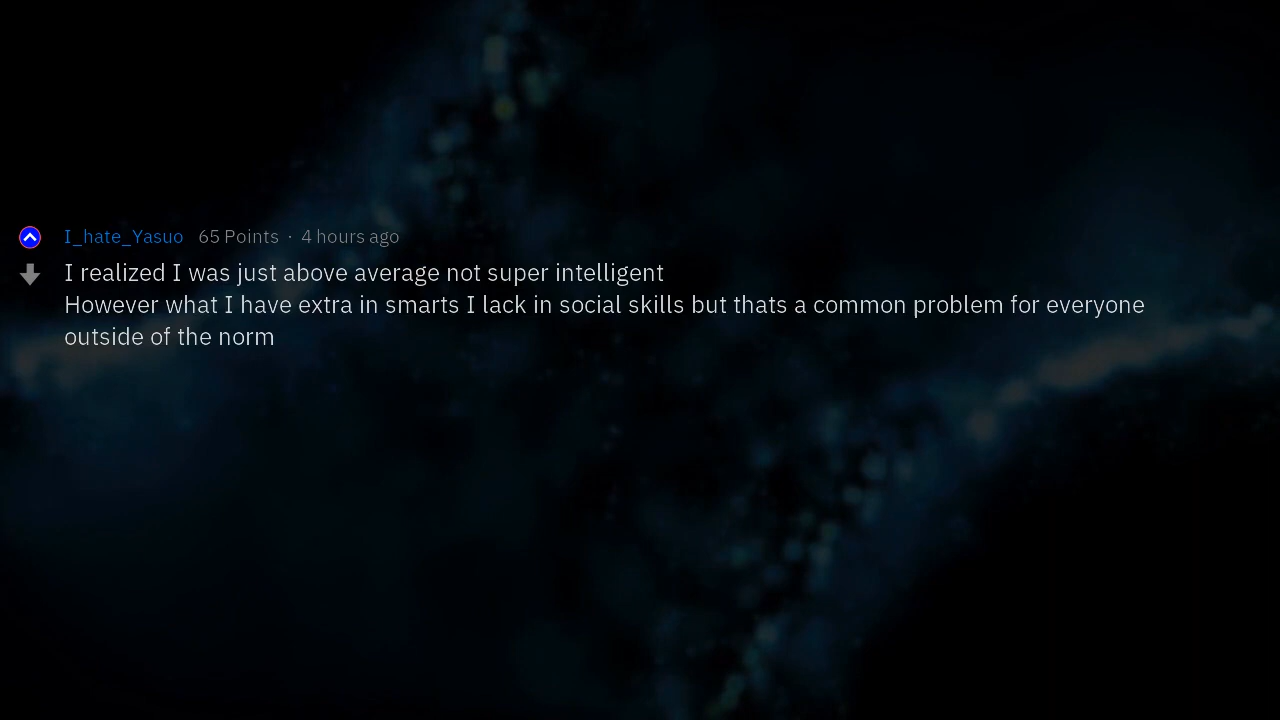 I_hate_Yasuo 65 Points · 4 hours ago
I realized I was just above average not super intelligent
However what I have extra in smarts I lack in social skills but thats a common problem for everyone
outside of the norm